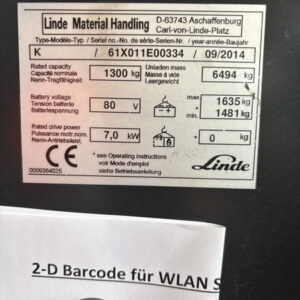 Linde Material Handling D-63743 Aschaffenburg
Carl-von-Linde-Platz
Type-Modèle-Typ / Serial no.-No. de série-Serien-Nr. / year-année-Baujahr
K / 61X011E00334 / 09/2014
Rated capacity
Capacité nominale
Nenn-Tragfähigkeit
1300 kg
Unladen mass
Masse à vide
Leergewicht
6494 kg
Battery voltage
Tension batterie
Batteriespannung
80 V
max
min
1635 kg
1481 kg
Rated drive power
Puissance mot. nom.
Nenn-Antriebsleist.
7,0 kW
* 0 kg
CE
0009384525
* see Operating instructions
voir Mode d'emploi
siehe Betriebsanleitung
Linde
2-D Barcode für WLAN S